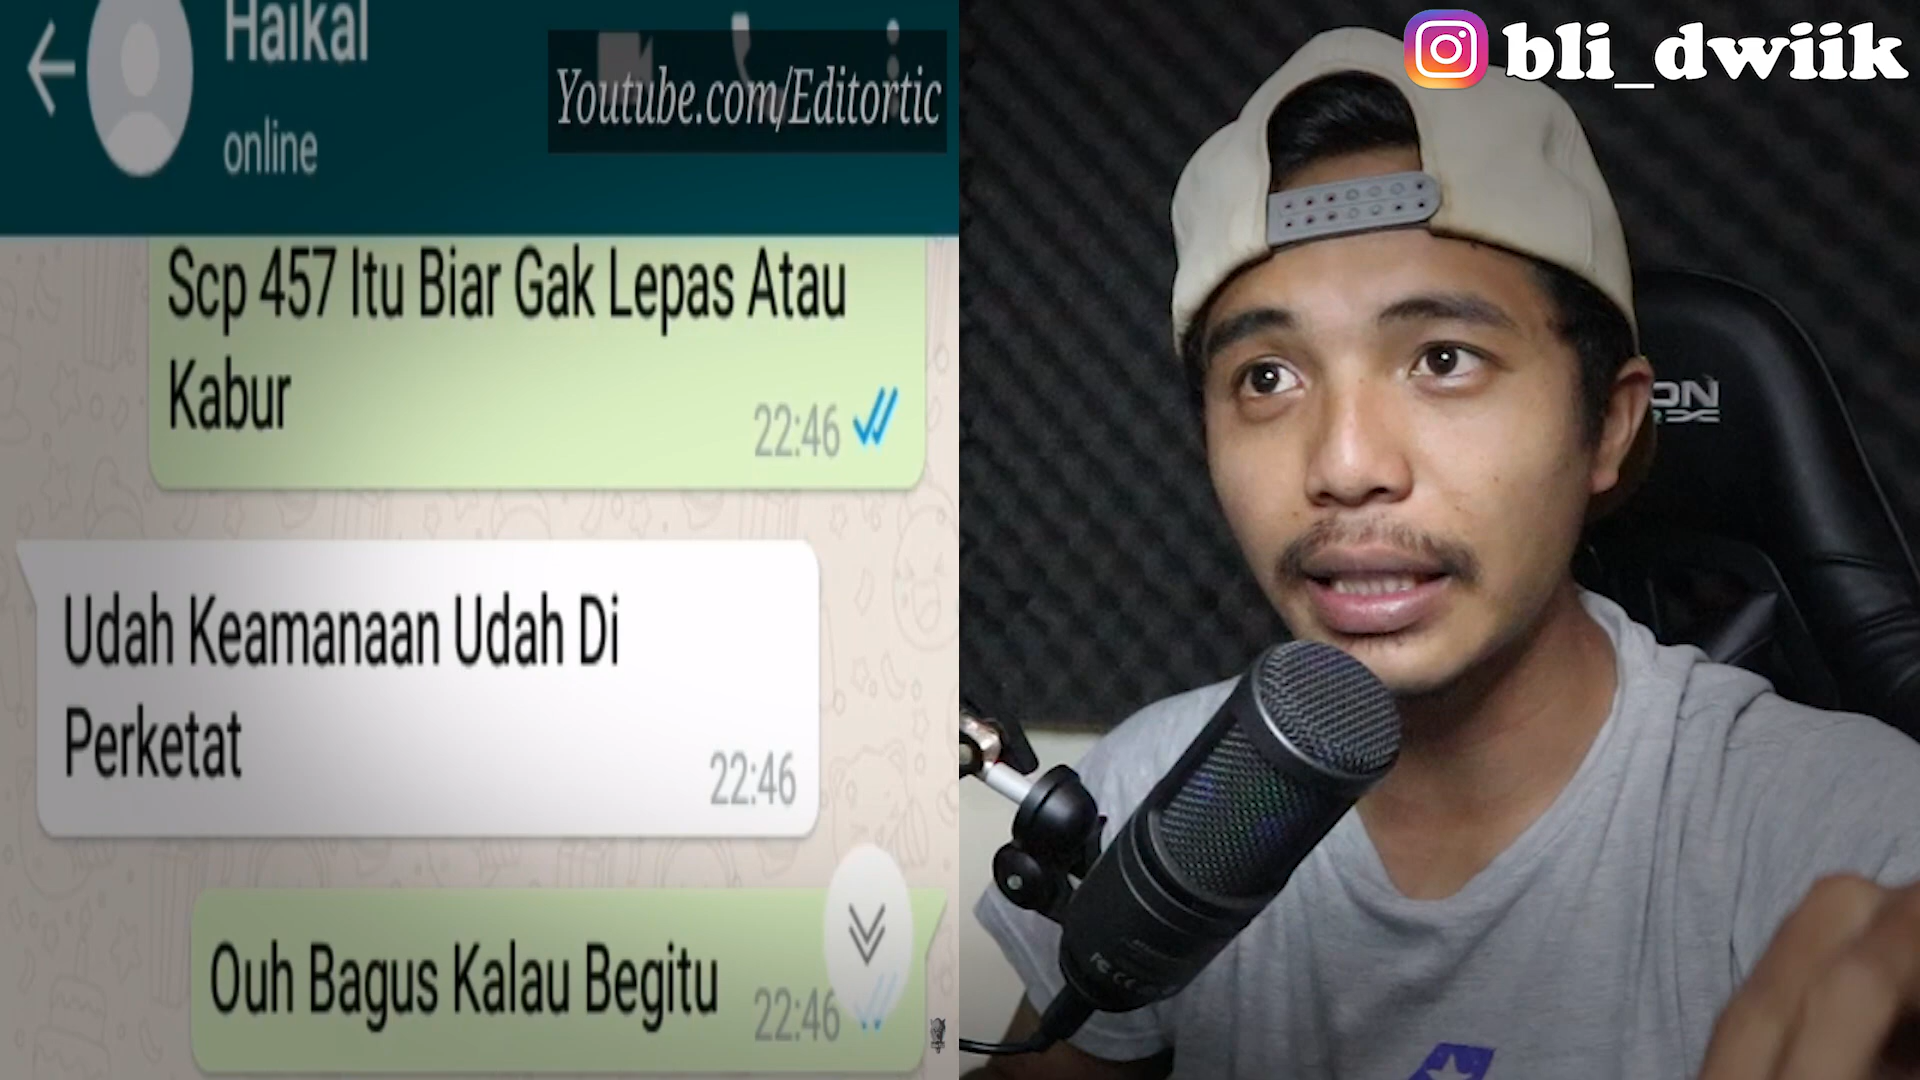 Haikal
online
Youtube.com/Editortic
bli_dwiik
Scp 457 Itu Biar Gak Lepas Atau
Kabur
22:46
Udah Keamanaan Udah Di
Perketat
22:46
Ouh Bagus Kalau Begitu
22:46
ON